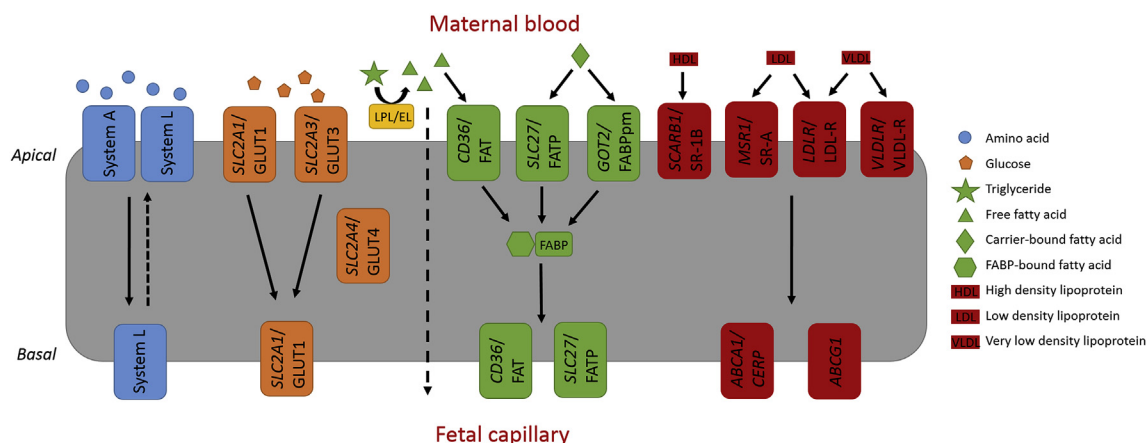 Maternal blood
HDL
LDL
VLDL
LPL/EL
Apical
System A
System L
SLC2A1/
GLUT1
SLC2A3/
GLUT3
CD36/
FAT
SLC27/
FATP
GOT2/
FABPpm
SCARB1/
SR-1B
MSR1/
SR-A
LDLR/
LDL-R
VLDLR/
VLDL-R
SLC2A4/
GLUT4
FABP
Basal
System L
SLC2A1/
GLUT1
CD36/
FAT
SLC27/
FATP
ABCA1/
CERP
ABCG1
Fetal capillary
Amino acid
Glucose
Triglyceride
Free fatty acid
Carrier-bound fatty acid
FABP-bound fatty acid
HDL High density lipoprotein
LDL Low density lipoprotein
VLDL Very low density lipoprotein